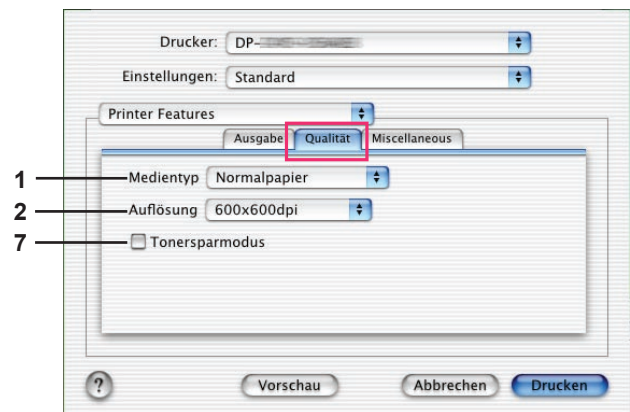 Drucker: DP-
Einstellungen: Standard
Printer Features
Ausgabe Qualität Miscellaneous
1 Medientyp Normalpapier
2 Auflösung 600x600dpi
7 Tonersparmodus
? Vorschau Abbrechen Drucken